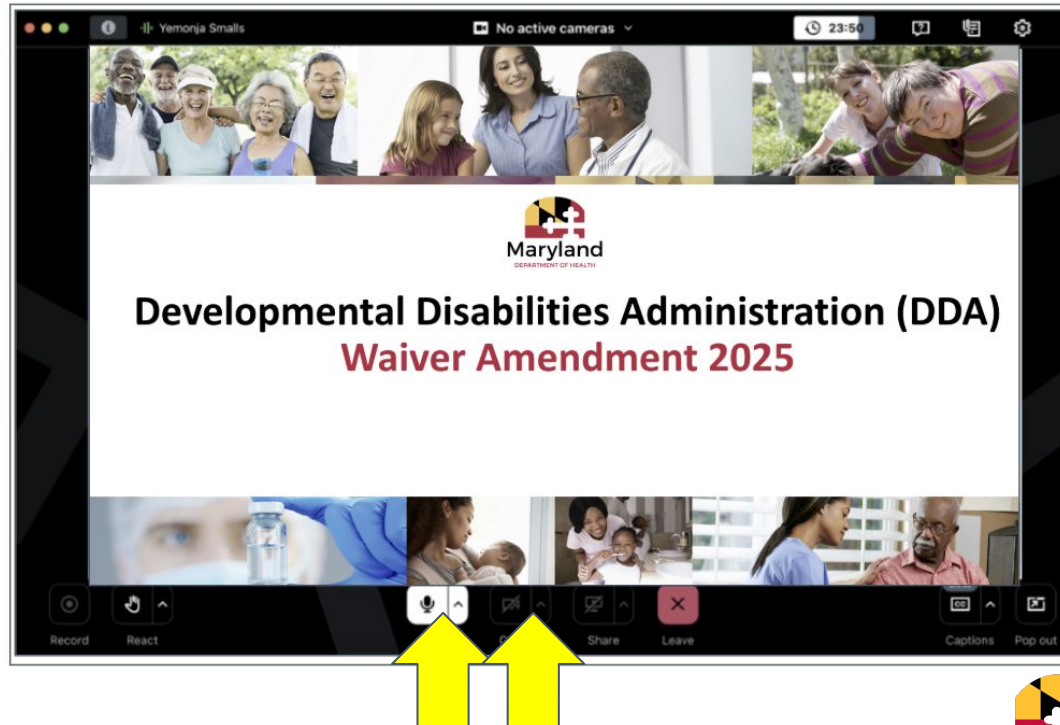 Yemonja Smalls
No active cameras
23:50
Maryland
DEPARTMENT OF HEALTH
Developmental Disabilities Administration (DDA)
Waiver Amendment 2025
CC
Record
React
Share
Leave
Captions
Pop out